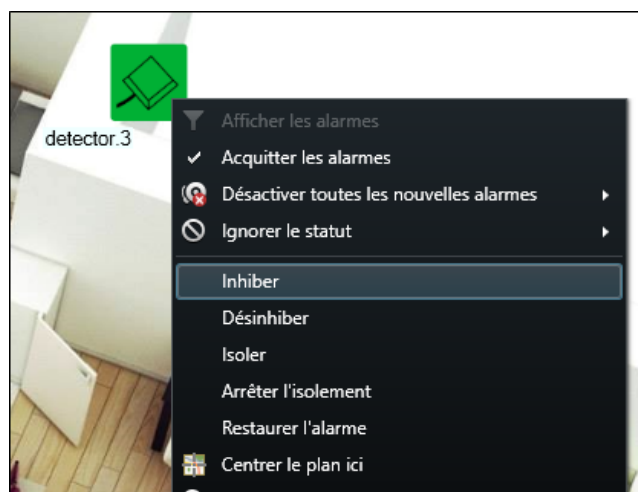 detector.3
Afficher les alarmes
Acquitter les alarmes
Désactiver toutes les nouvelles alarmes
Ignorer le statut
Inhiber
Désinhiber
Isoler
Arrêter l'isolement
Restaurer l'alarme
Centrer le plan ici